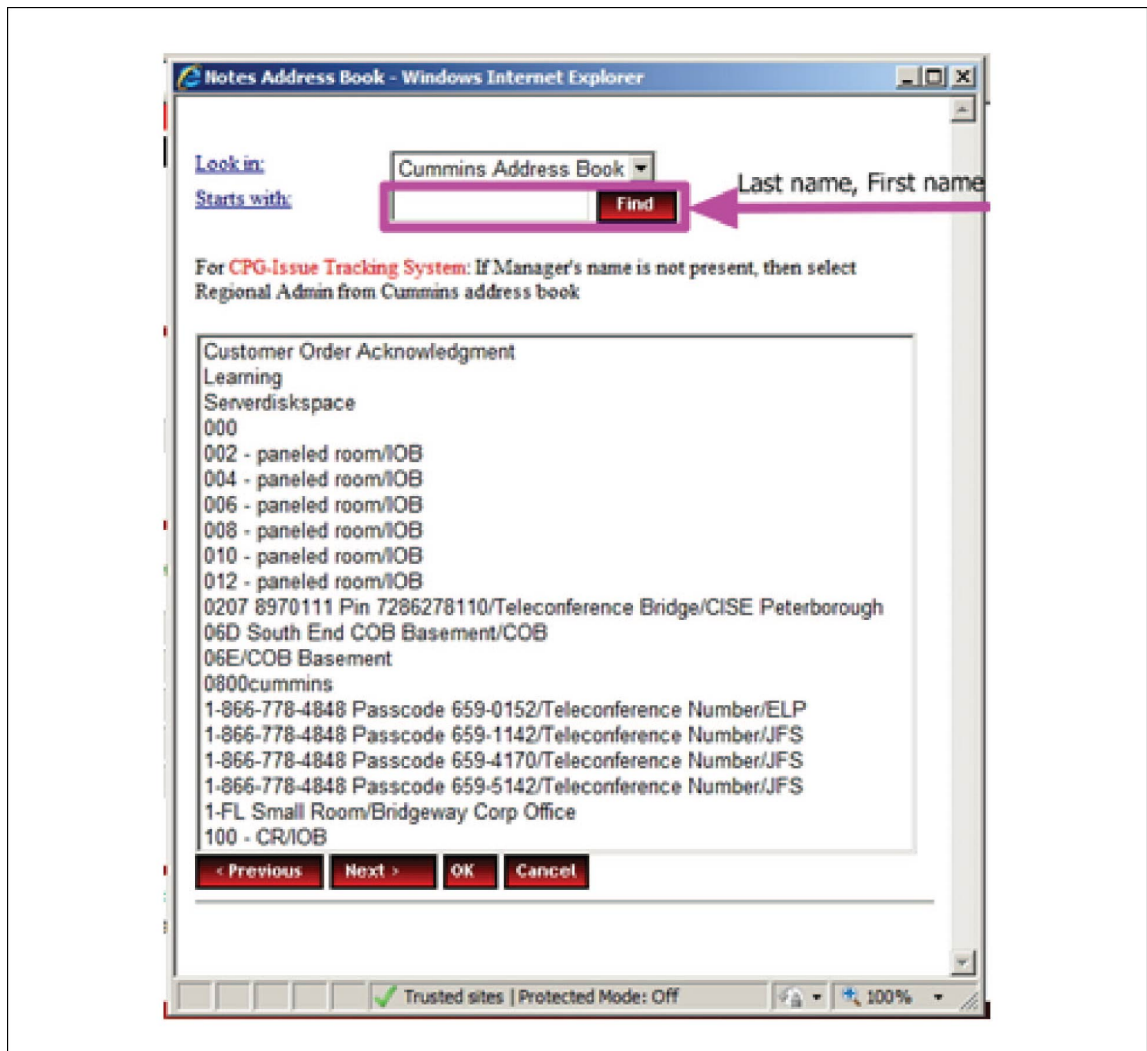 Notes Address Book - Windows Internet Explorer
Look in:
Cummins Address Book
Starts with:
Find
Last name, First name
For CPG-Issue Tracking System: If Manager's name is not present, then select
Regional Admin from Cummins address book
Customer Order Acknowledgment
Learning
Serverdiskspace
000
002 - paneled room/IOB
004 - paneled room/IOB
006 - paneled room/IOB
008 - paneled room/IOB
010 - paneled room/IOB
012 - paneled room/IOB
0207 8970111 Pin 7286278110/Teleconference Bridge/CISE Peterborough
06D South End COB Basement/COB
06E/COB Basement
0800cummins
1-866-778-4848 Passcode 659-0152/Teleconference Number/ELP
1-866-778-4848 Passcode 659-1142/Teleconference Number/JFS
1-866-778-4848 Passcode 659-4170/Teleconference Number/JFS
1-866-778-4848 Passcode 659-5142/Teleconference Number/JFS
1-FL Small Room/Bridgeway Corp Office
100 - CR/IOB
< Previous Next > OK Cancel
Trusted sites | Protected Mode: Off 100%